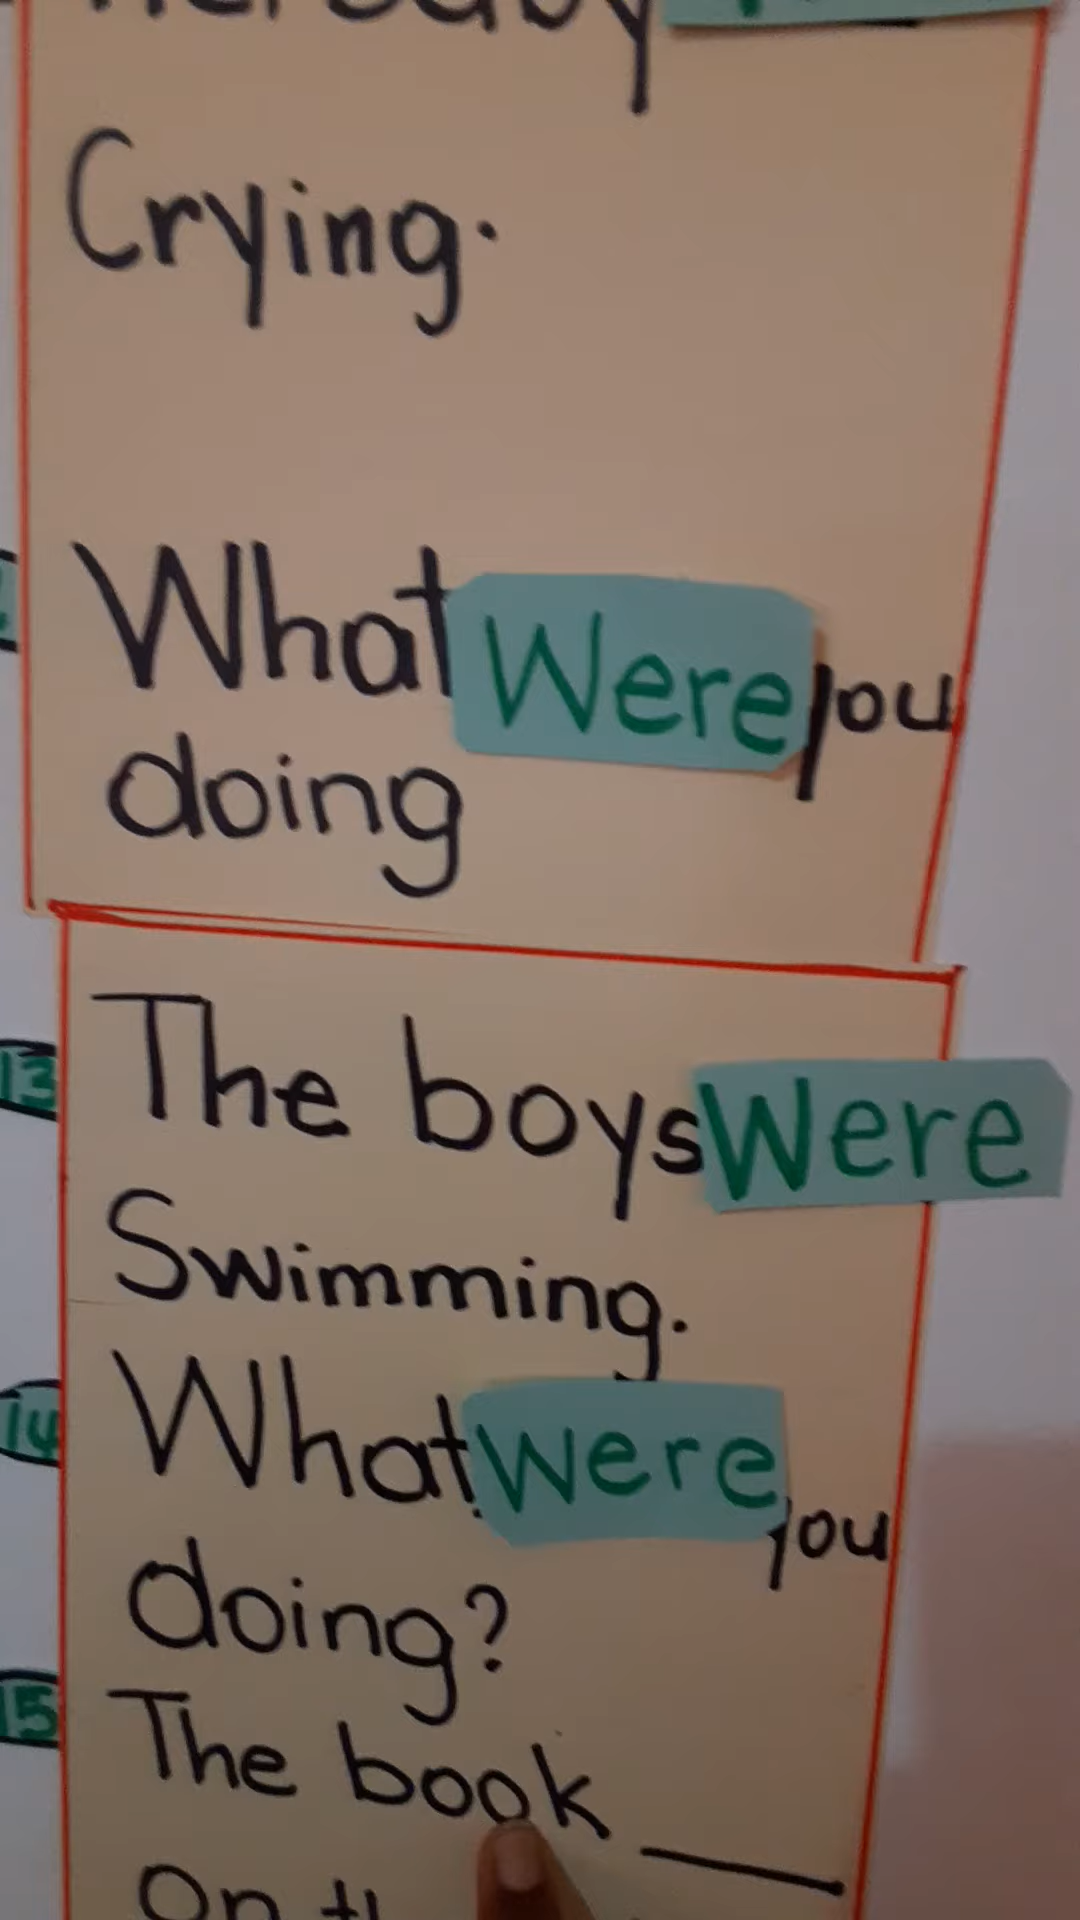 Crying.
What Were you
doing
13 The boys Were
Swimming.
14 What were you
doing?
15 The book ___
On